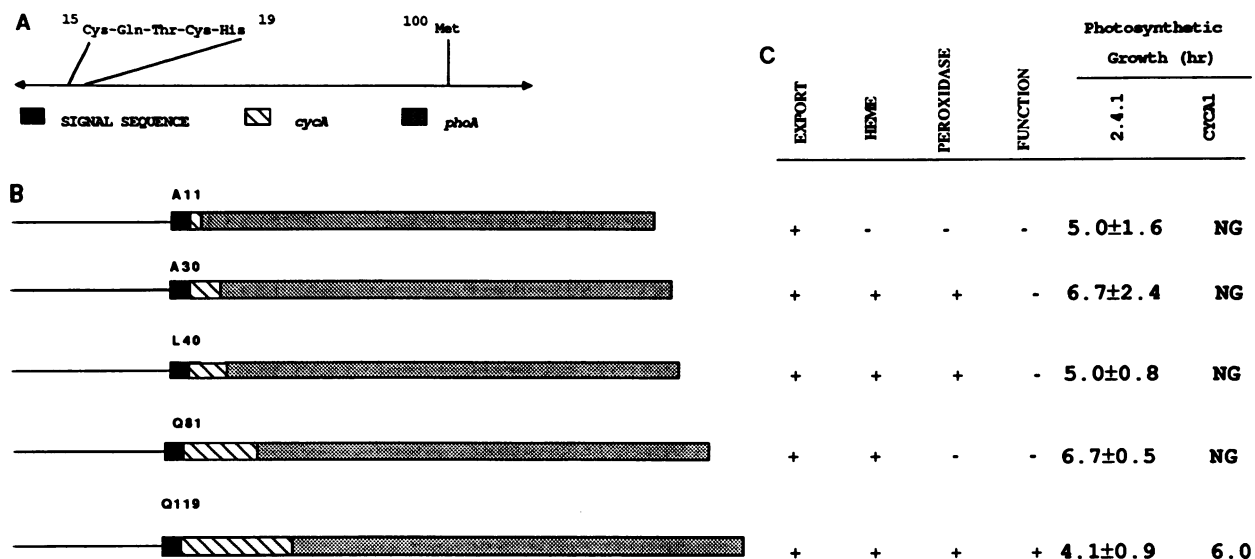 A
15 Cys-Gln-Thr-Cys-His 19
100 Met
SIGNAL SEQUENCE
cycA
phoA
B
A11
A30
L40
Q81
Q119
C
Photosynthetic
Growth (hr)
EXPORT HEME PEROXIDASE FUNCTION 2.4.1 CYCA1
+ - - - 5.0±1.6 NG
+ + + - 6.7±2.4 NG
+ + + - 5.0±0.8 NG
+ + - - 6.7±0.5 NG
+ + + + 4.1±0.9 6.0